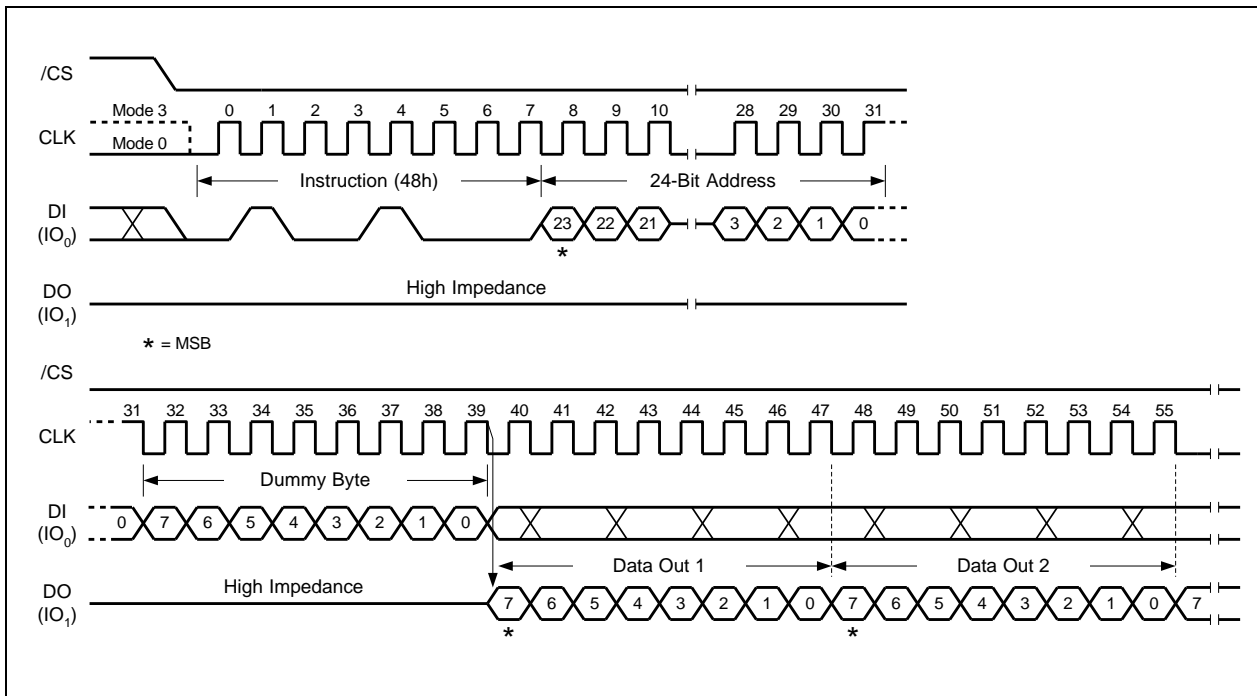 /CS
Mode 3 0 1 2 3 4 5 6 7 8 9 10 28 29 30 31
CLK
Mode 0
Instruction (48h) 24-Bit Address
DI
(IO0)
23 22 21 3 2 1 0
*
High Impedance
DO
(IO1)
* = MSB
/CS
31 32 33 34 35 36 37 38 39 40 41 42 43 44 45 46 47 48 49 50 51 52 53 54 55
CLK
Dummy Byte
DI
(IO0)
0 7 6 5 4 3 2 1 0
Data Out 1 Data Out 2
High Impedance
DO
(IO1)
7 6 5 4 3 2 1 0 7 6 5 4 3 2 1 0 7
* *